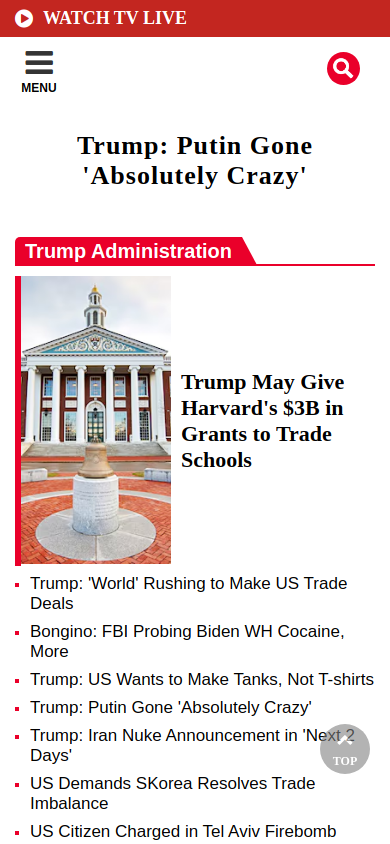 WATCH TV LIVE
MENU
Trump: Putin Gone
'Absolutely Crazy'
Trump Administration
Trump May Give
Harvard's $3B in
Grants to Trade
Schools
Trump: 'World' Rushing to Make US Trade
Deals
Bongino: FBI Probing Biden WH Cocaine,
More
Trump: US Wants to Make Tanks, Not T-shirts
Trump: Putin Gone 'Absolutely Crazy'
Trump: Iran Nuke Announcement in 'Next 2
Days'
TOP
US Demands SKorea Resolves Trade
Imbalance
US Citizen Charged in Tel Aviv Firebomb